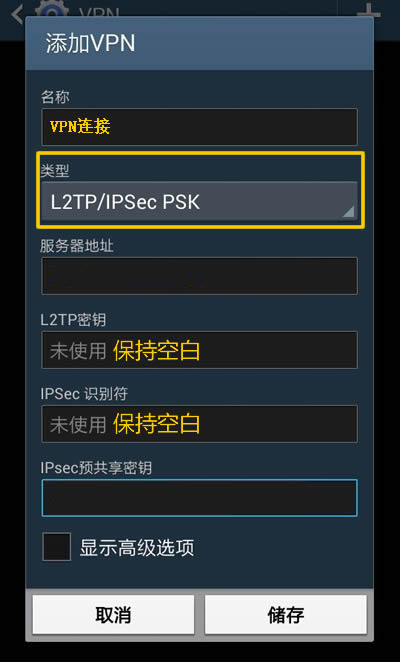 VPN
添加VPN
名称
VPN连接
类型
L2TP/IPSec PSK
服务器地址
L2TP密钥
未使用 保持空白
IPSec 识别符
未使用 保持空白
IPsec预共享密钥
显示高级选项
取消 储存